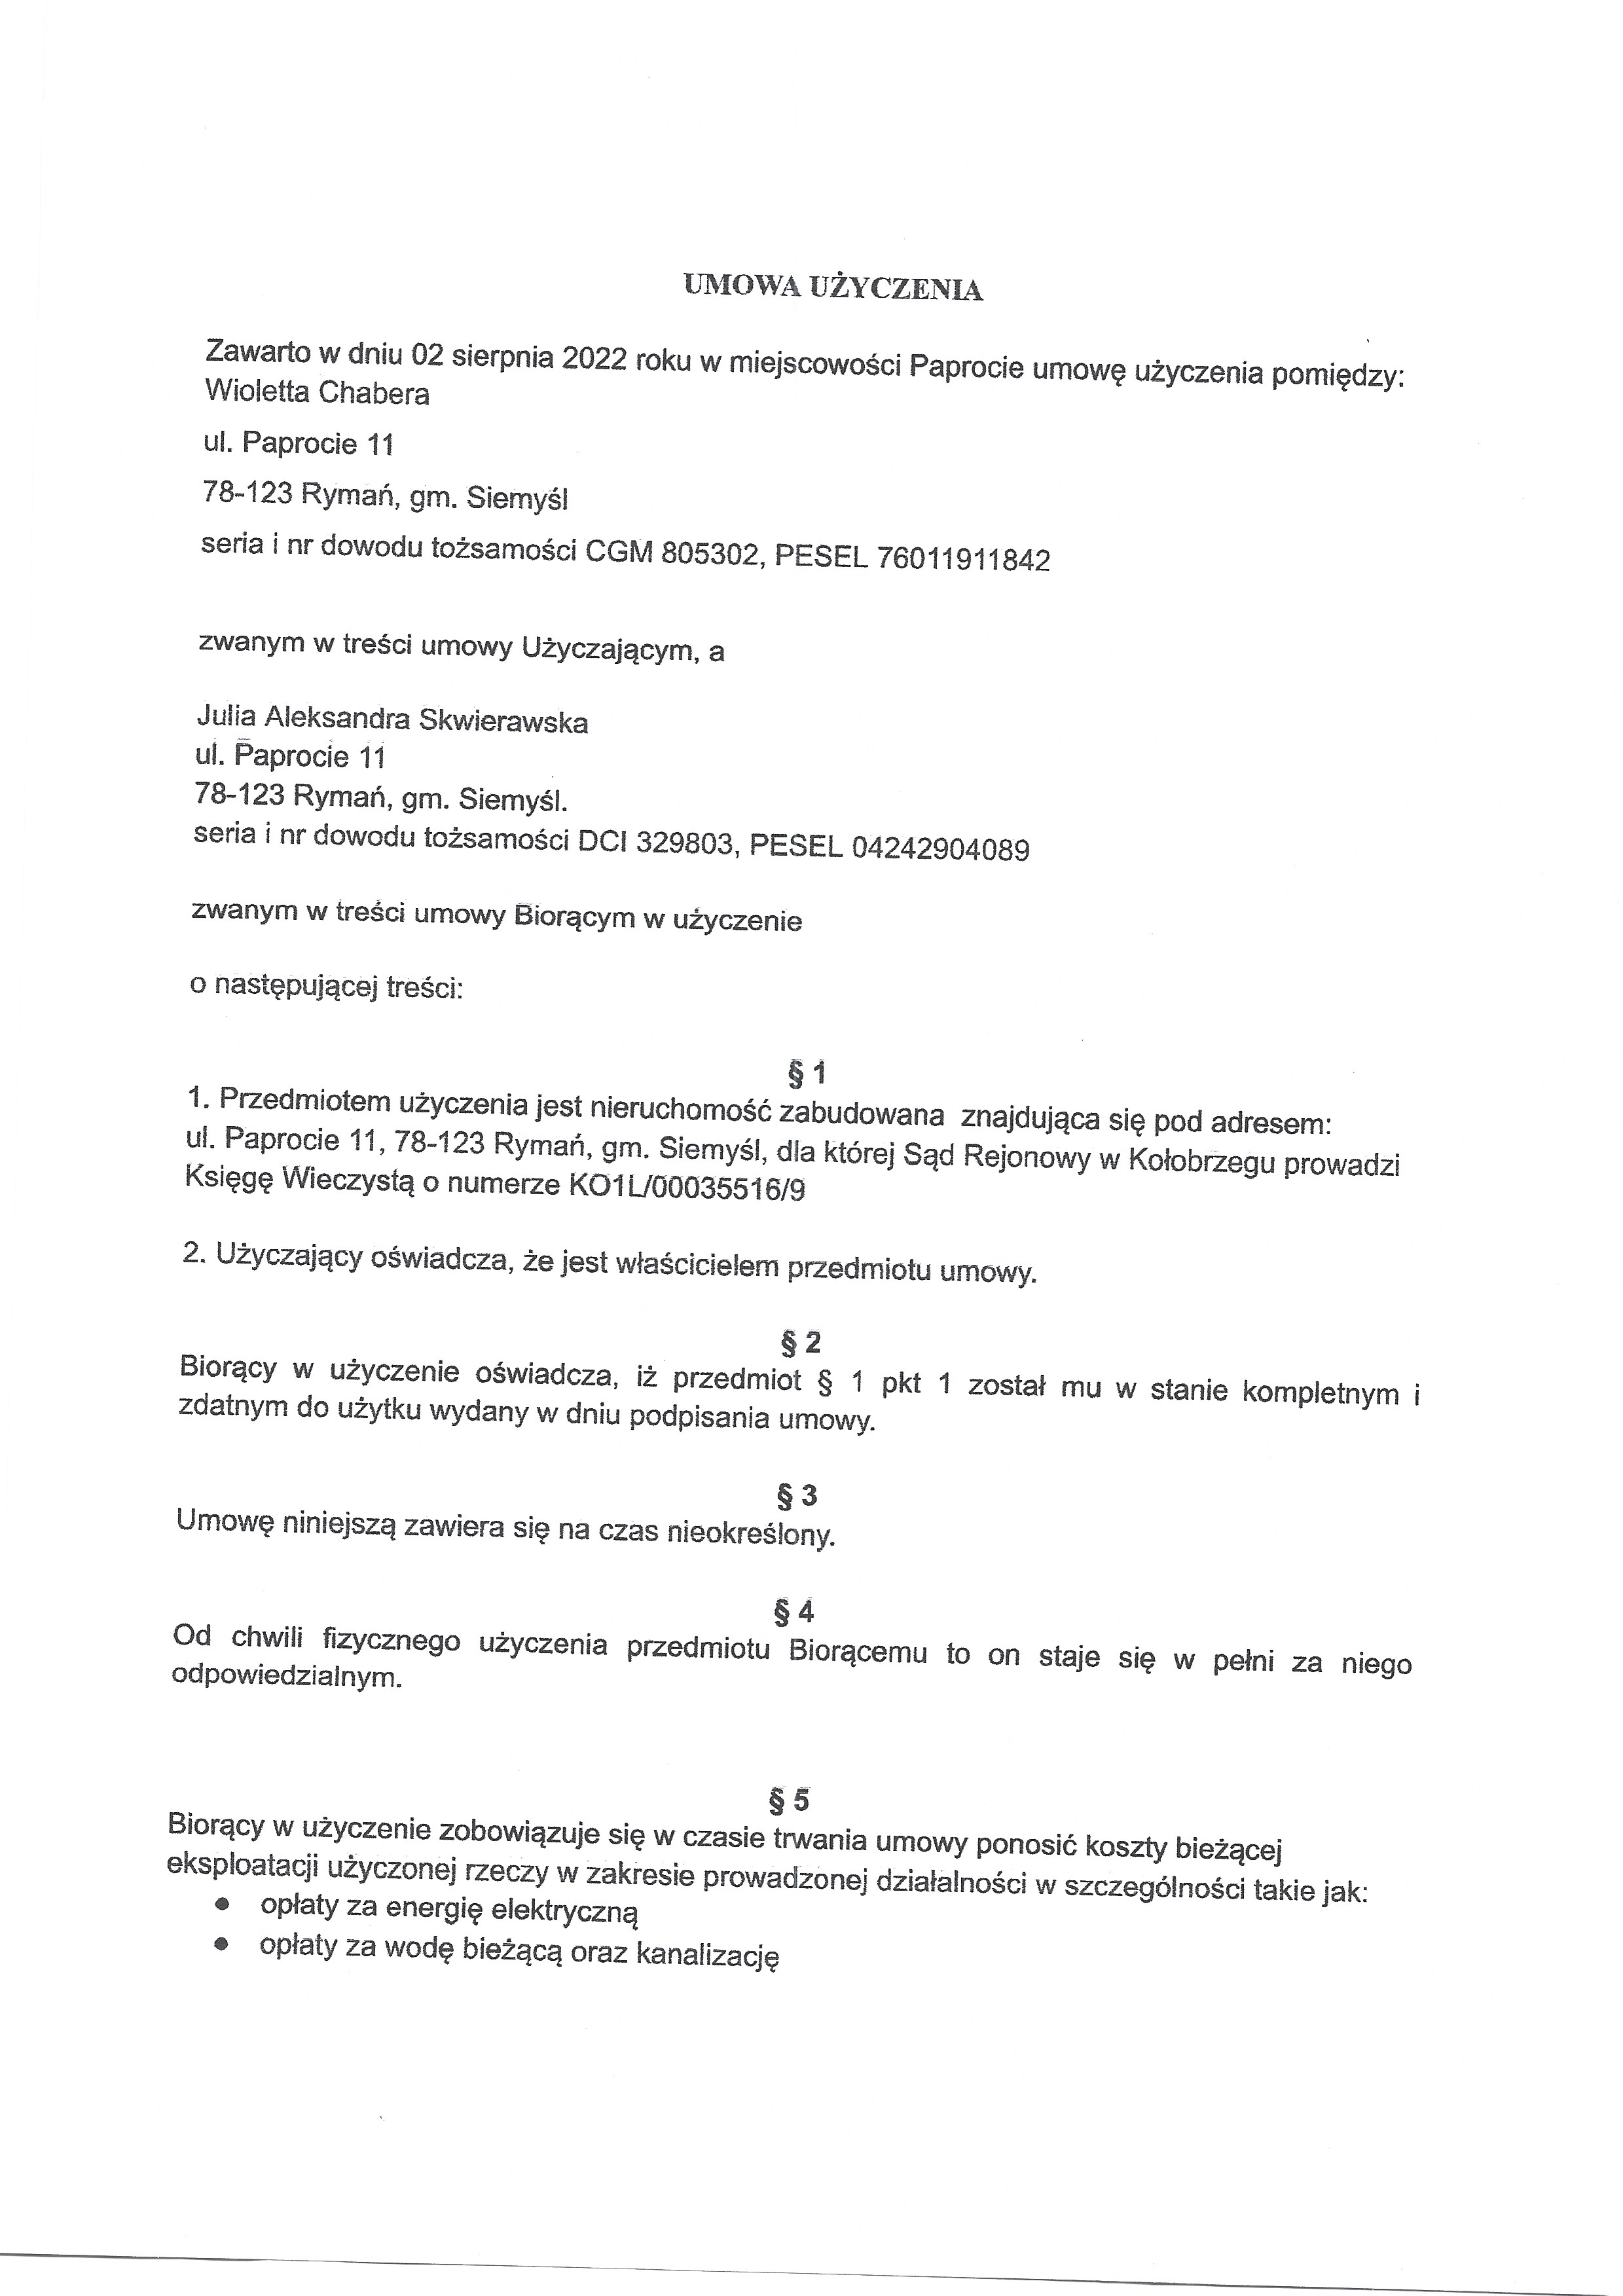 UMOWA UŻYCZENIA
Zawarto w dniu 02 sierpnia 2022 roku w miejscowości Paprocie umowę użyczenia pomiędzy:
Wioletta Chabera
ul. Paprocie 11
78-123 Rymań, gm. Siemyśl
seria i nr dowodu tożsamości CGM 805302, PESEL 76011911842
zwanym w treści umowy Użyczającym, a
Julia Aleksandra Skwierawska
ul. Paprocie 11
78-123 Rymań, gm. Siemyśl.
seria i nr dowodu tożsamości DCI 329803, PESEL 04242904089
zwanym w treści umowy Biorącym w użyczenie
o następującej treści:
§ 1
1. Przedmiotem użyczenia jest nieruchomość zabudowana znajdująca się pod adresem:
ul. Paprocie 11, 78-123 Rymań, gm. Siemyśl, dla której Sąd Rejonowy w Kołobrzegu prowadzi
Księgę Wieczystą o numerze KO1L/00035516/9
2. Użyczający oświadcza, że jest właścicielem przedmiotu umowy.
§ 2
Biorący w użyczenie oświadcza, iż przedmiot § 1 pkt 1 został mu w stanie kompletnym i
zdatnym do użytku wydany w dniu podpisania umowy.
§ 3
Umowę niniejszą zawiera się na czas nieokreślony.
§ 4
Od chwili fizycznego użyczenia przedmiotu Biorącemu to on staje się w pełni za niego
odpowiedzialnym.
§ 5
Biorący w użyczenie zobowiązuje się w czasie trwania umowy ponosić koszty bieżącej
eksploatacji użyczonej rzeczy w zakresie prowadzonej działalności w szczególności takie jak:
• opłaty za energię elektryczną
• opłaty za wodę bieżącą oraz kanalizację